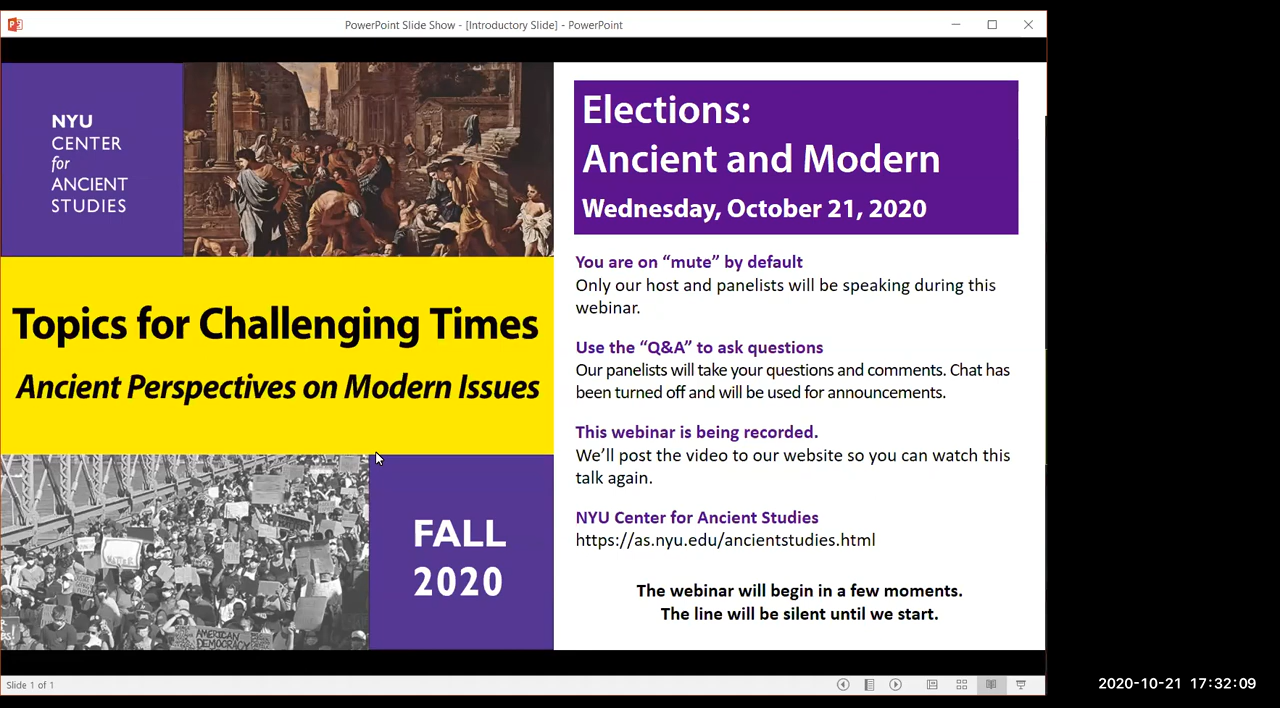 PowerPoint Slide Show - [Introductory Slide] - PowerPoint
NYU
CENTER
for
ANCIENT
STUDIES
Topics for Challenging Times
Ancient Perspectives on Modern Issues
AMERICAN
DEMOCRACY
FALL
2020
Elections:
Ancient and Modern
Wednesday, October 21, 2020
You are on “mute” by default
Only our host and panelists will be speaking during this
webinar.
Use the “Q&A” to ask questions
Our panelists will take your questions and comments. Chat has
been turned off and will be used for announcements.
This webinar is being recorded.
We’ll post the video to our website so you can watch this
talk again.
NYU Center for Ancient Studies
https://as.nyu.edu/ancientstudies.html
The webinar will begin in a few moments.
The line will be silent until we start.
Slide 1 of 1
2020-10-21 17:32:09